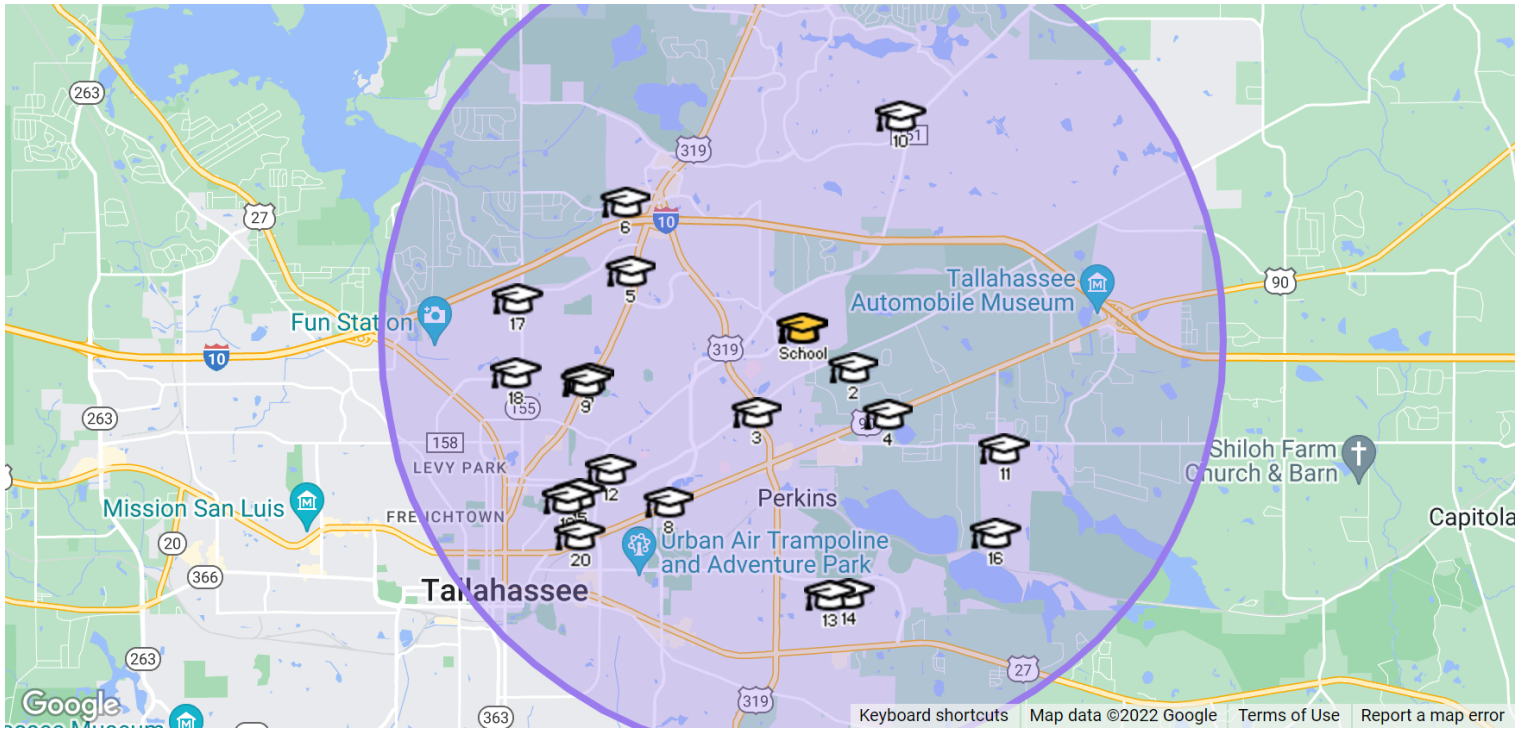 263
10
51
319
27
6
10
5
Tallahassee
Automobile Museum
90
17
Fun Station
School
319
10
2
18
9
155
263
3
4
158
LEVY PARK
11
Shiloh Farm
Church & Barn
12
Mission San Luis
Perkins
FRENCHTOWN
8
Capitola
20
20
Urban Air Trampoline
and Adventure Park
16
366
Tallahassee
13
14
263
27
319
363
Google
Museum
Keyboard shortcuts
Map data ©2022 Google
Terms of Use
Report a map error